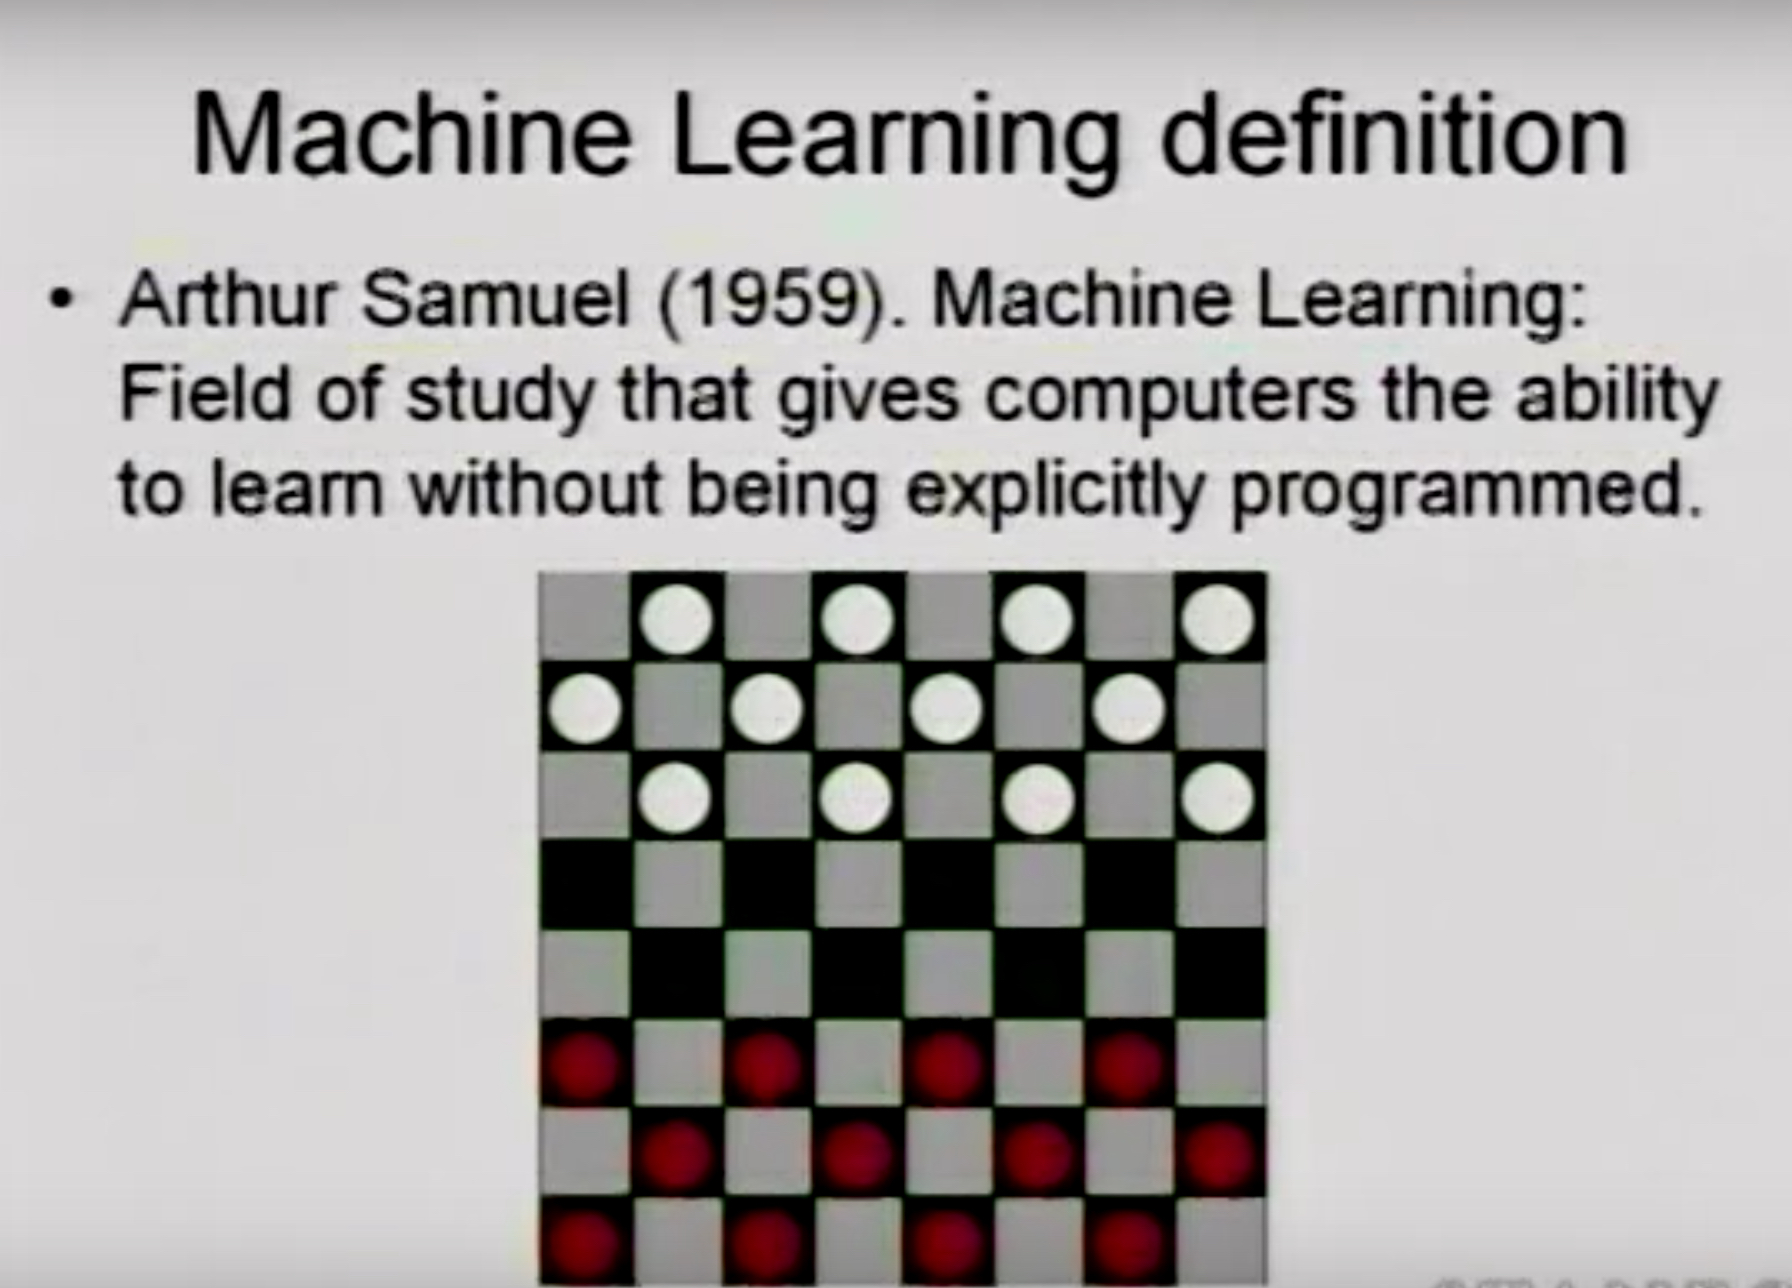 Machine Learning definition
• Arthur Samuel (1959). Machine Learning:
Field of study that gives computers the ability
to learn without being explicitly programmed.